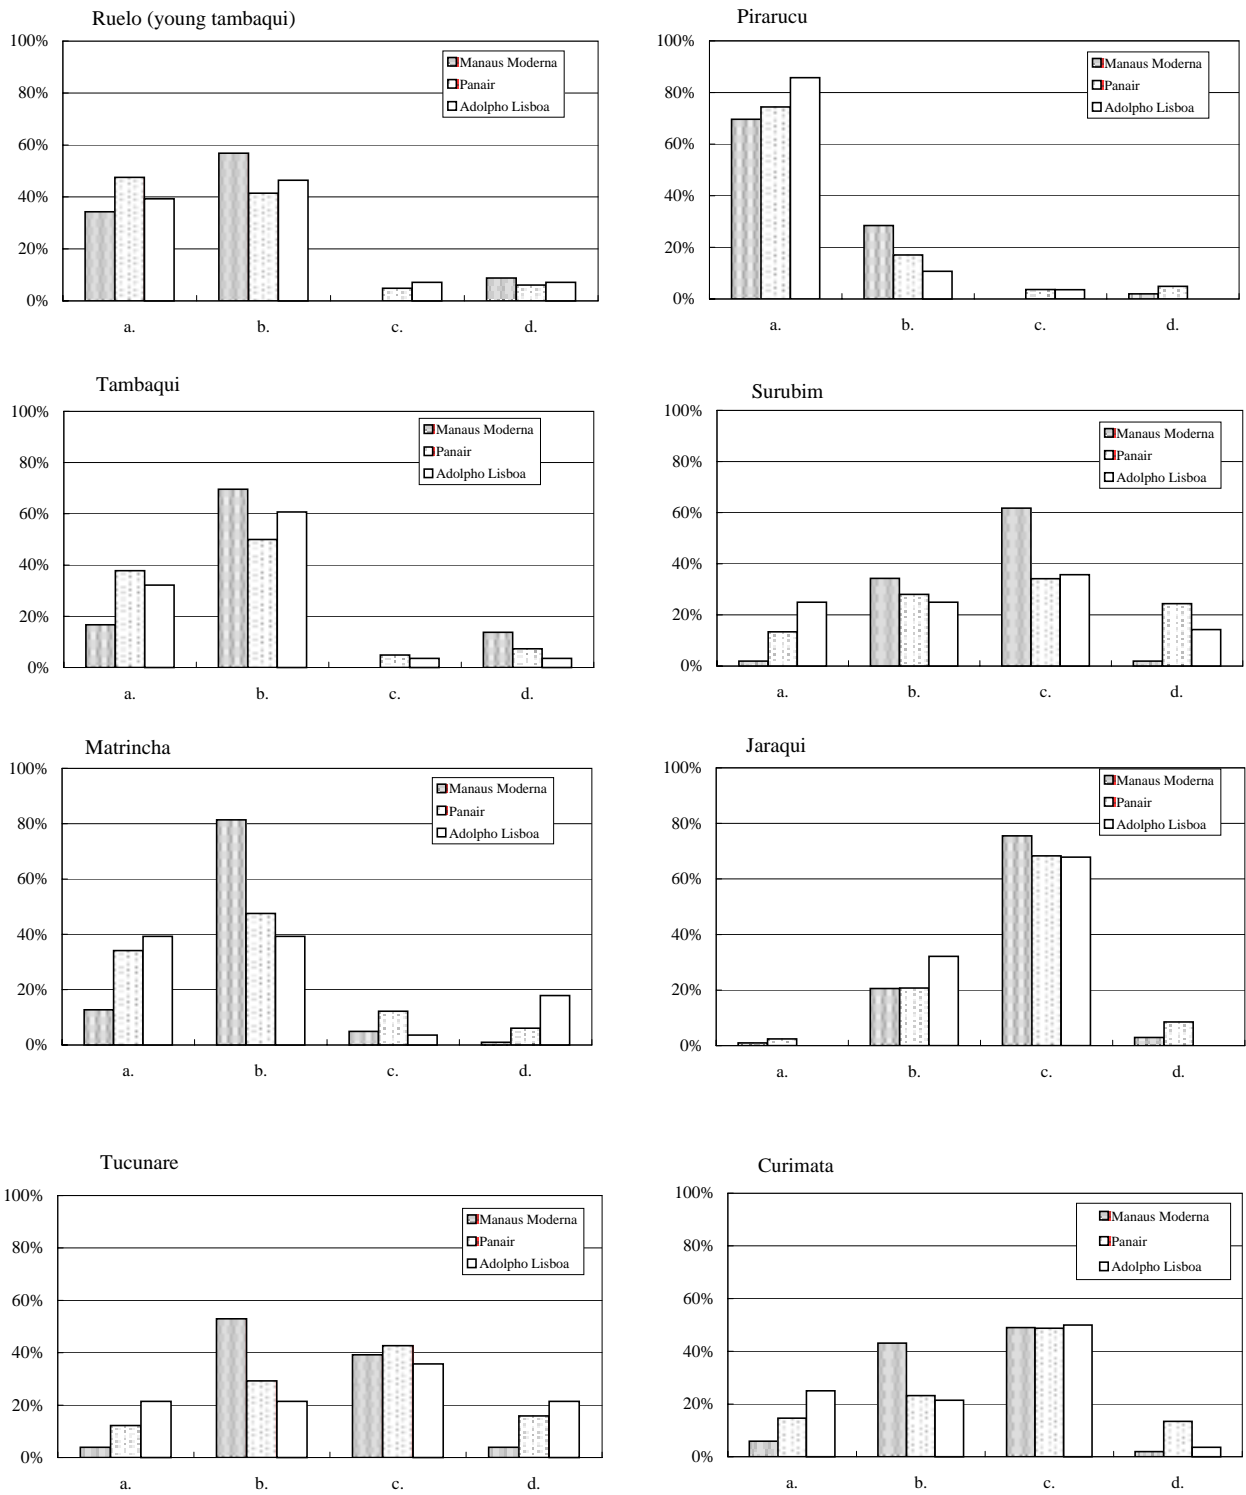 Ruelo (young tambaqui)
100%
80%
60%
40%
20%
0%
Manaus Moderna
Panair
Adolpho Lisboa
a. b. c. d.
Pirarucu
100%
80%
60%
40%
20%
0%
Manaus Moderna
Panair
Adolpho Lisboa
a. b. c. d.
Tambaqui
100%
80%
60%
40%
20%
0%
Manaus Moderna
Panair
Adolpho Lisboa
a. b. c. d.
Surubim
100%
80%
60%
40%
20%
0%
Manaus Moderna
Panair
Adolpho Lisboa
a. b. c. d.
Matrincha
100%
80%
60%
40%
20%
0%
Manaus Moderna
Panair
Adolpho Lisboa
a. b. c. d.
Jaraqui
100%
80%
60%
40%
20%
0%
Manaus Moderna
Panair
Adolpho Lisboa
a. b. c. d.
Tucunare
100%
80%
60%
40%
20%
0%
Manaus Moderna
Panair
Adolpho Lisboa
a. b. c. d.
Curimata
100%
80%
60%
40%
20%
0%
Manaus Moderna
Panair
Adolpho Lisboa
a. b. c. d.